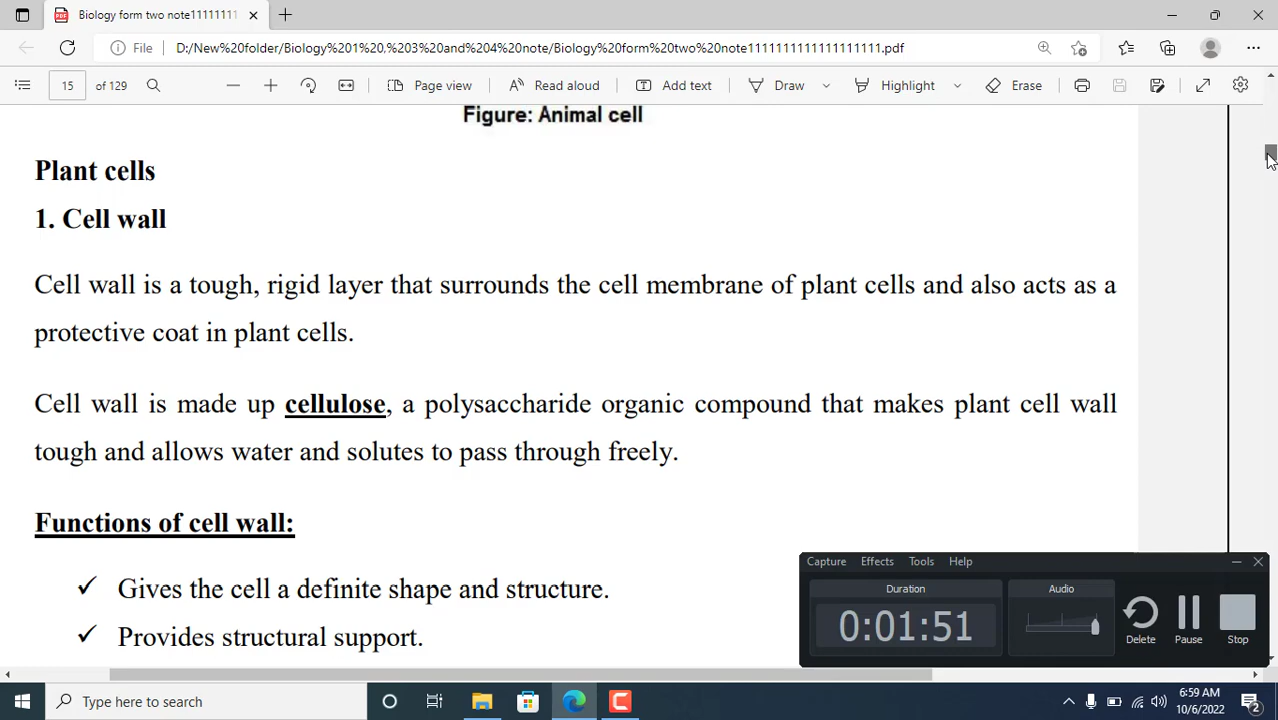 Biology form two note11111111
File
D:/New%20folder/Biology%201%20.%203%20and%204%20note/Biology%20form%20two%20note1111111111111111111.pdf
15 of 129
Page view
Read aloud
Add text
Draw
Highlight
Erase
Figure: Animal cell
Plant cells
1. Cell wall
Cell wall is a tough, rigid layer that surrounds the cell membrane of plant cells and also acts as a
protective coat in plant cells.
Cell wall is made up cellulose, a polysaccharide organic compound that makes plant cell wall
tough and allows water and solutes to pass through freely.
Functions of cell wall:
✓ Gives the cell a definite shape and structure.
✓ Provides structural support.
Capture Effects Tools Help
Duration
0:01:51
Audio
Delete
Pause
Stop
Type here to search
6:59 AM
10/6/2022
2